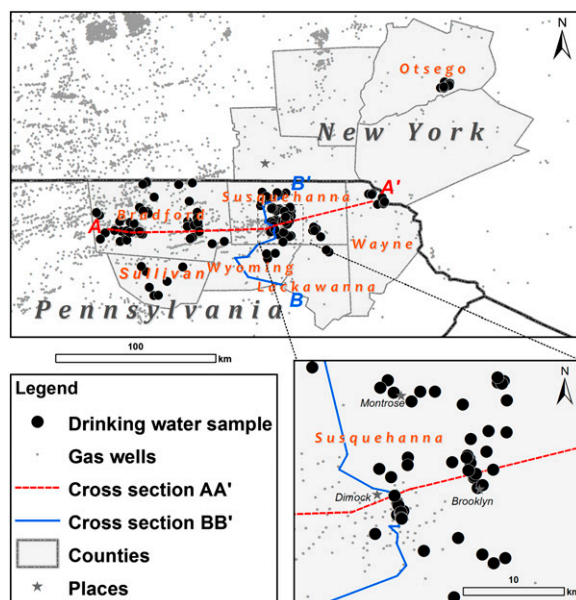 N
Otsego
New York
B'
A'
Susquehanna
A
Bradford
Wayne
Sullivan
Wyoming
Lackawanna
B
Pennsylvania
100
km
Legend
Drinking water sample
Gas wells
Cross section AA'
Cross section BB'
Counties
Places
N
Montrose
Susquehanna
Dimock
Brooklyn
10
km